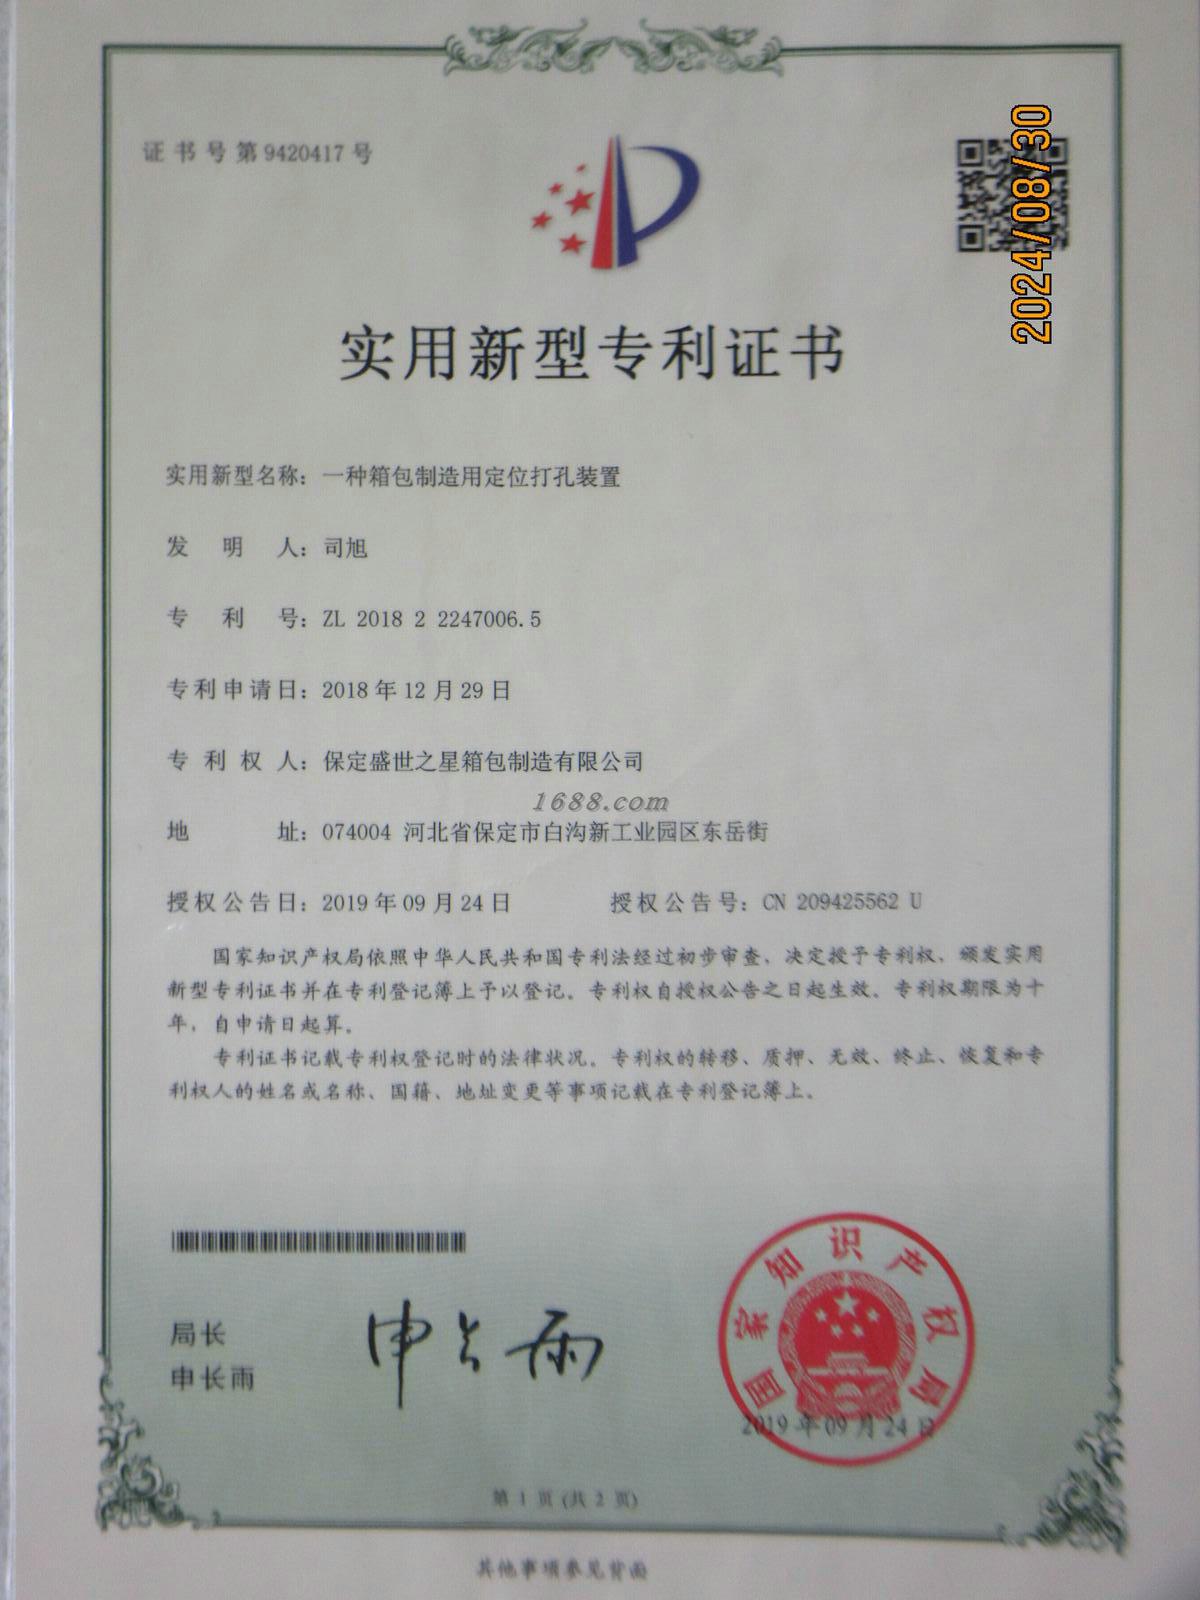 证书号第9420417号
2024/08/30
实用新型专利证书
实用新型名称：一种箱包制造用定位打孔装置
发明人：司旭
专利号：ZL 2018 2 2247006.5
专利申请日：2018年12月29日
专利权人：保定盛世之星箱包制造有限公司
1688.com
地址：074004 河北省保定市白沟新工业园区东岳街
授权公告日：2019年09月24日 授权公告号：CN 209425562 U
国家知识产权局依照中华人民共和国专利法经过初步审查，决定授予专利权，颁发实用
新型专利证书并在专利登记簿上予以登记。专利权自授权公告之日起生效。专利权期限为十
年，自申请日起算。
专利证书记载专利权登记时的法律状况。专利权的转移、质押、无效、终止、恢复和专
利权人的姓名或名称、国籍、地址变更等事项记载在专利登记簿上。
局长
申长雨
申长雨
国家知识产权局
2019年09月24日
第1页(共2页)
其他事项参见背面